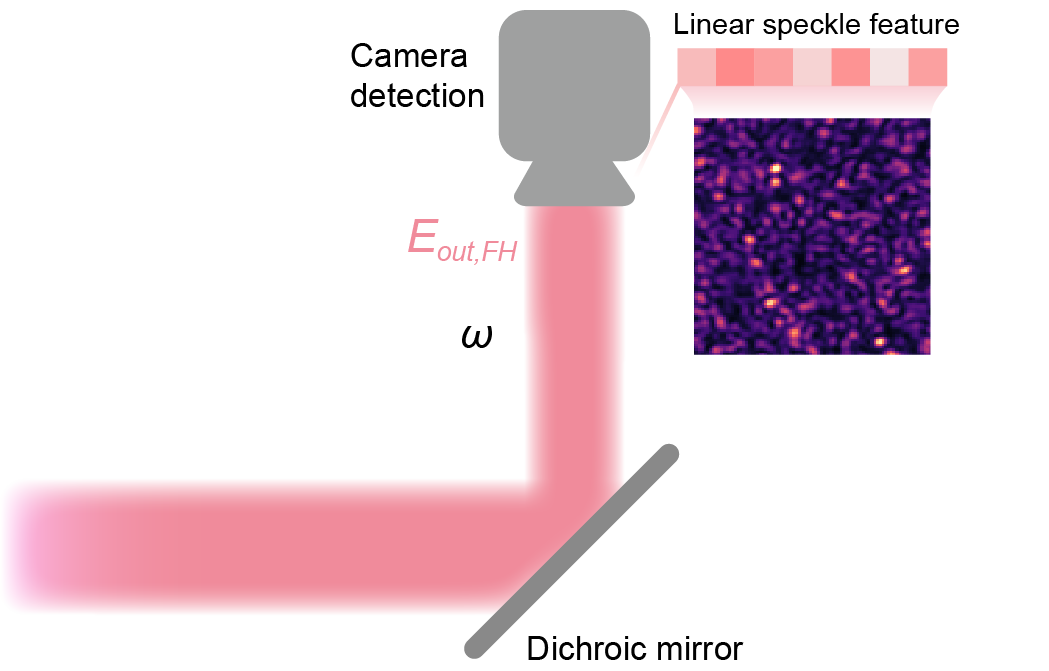 Linear speckle feature
Camera
detection
E_out,FH
ω
Dichroic mirror